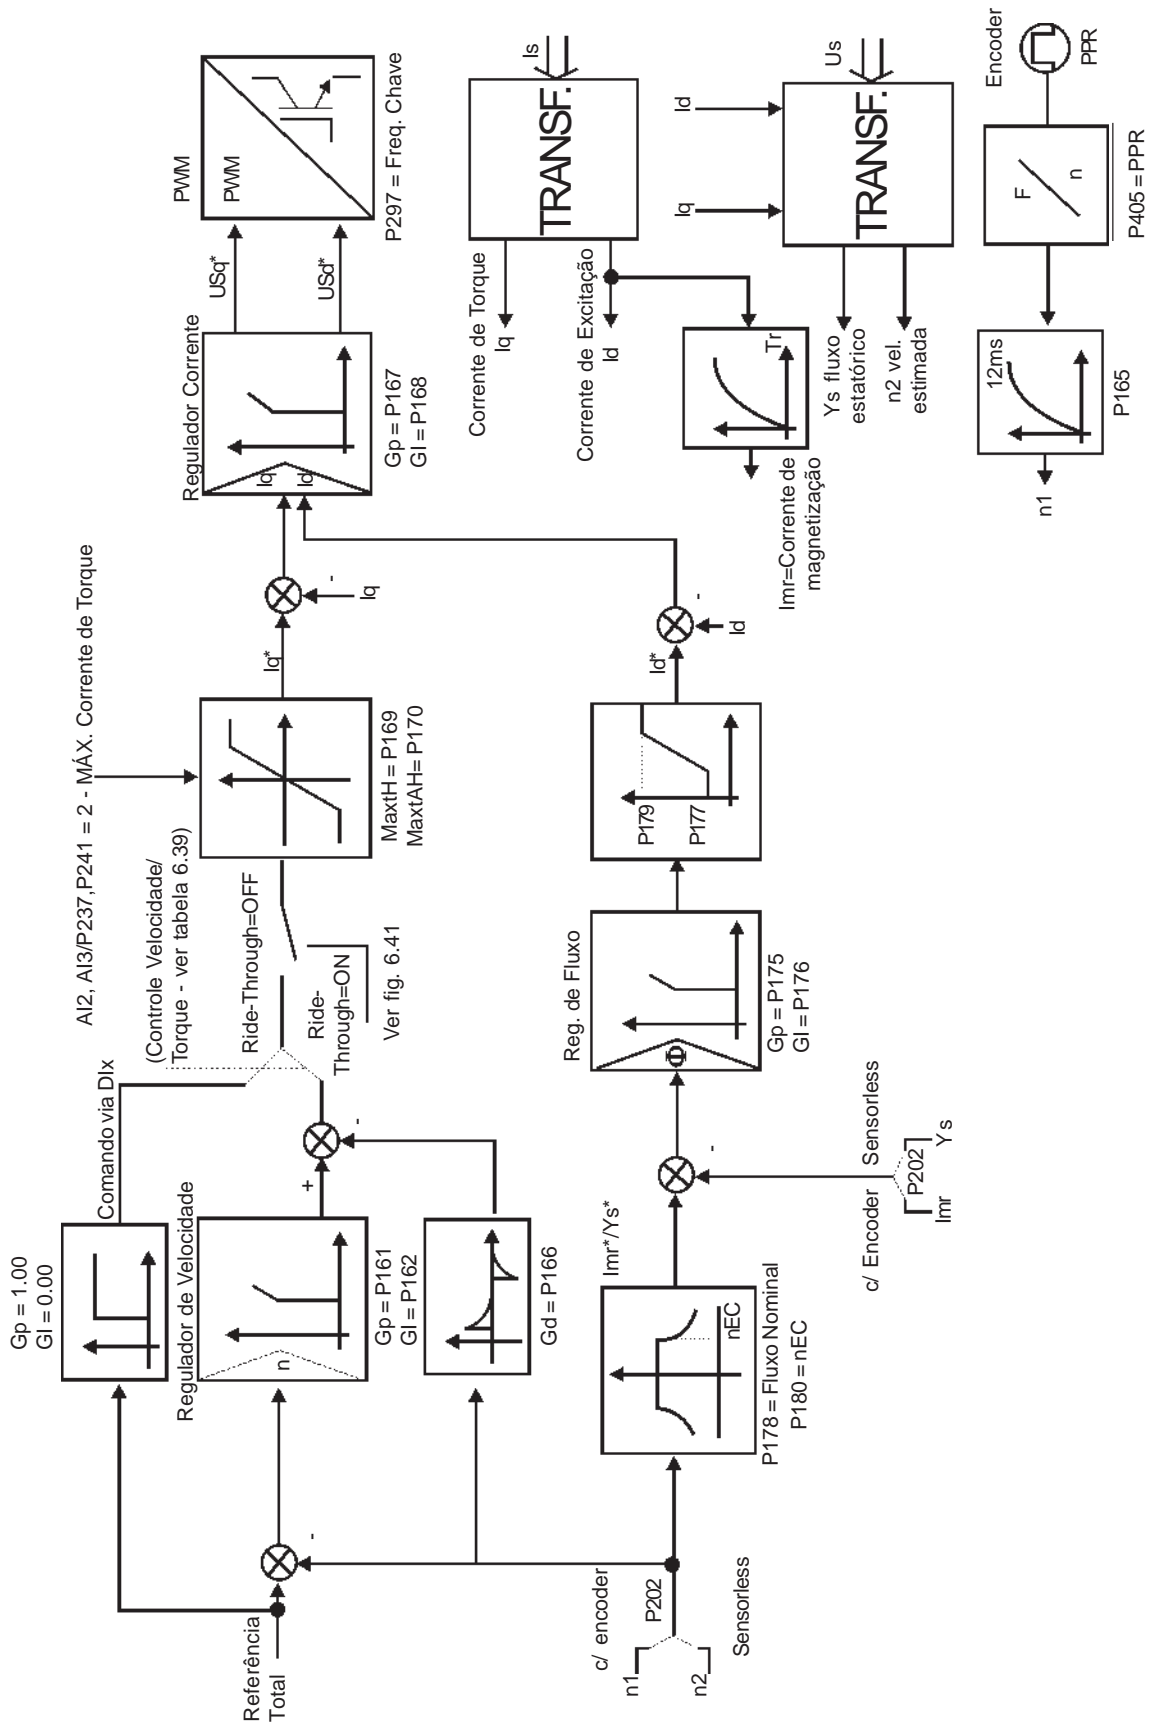 Referência
Total
Gp = 1.00
GI = 0.00
Comando via DIx
Regulador de Velocidade
n
Gp = P161
GI = P162
+
-
-
Gd = P166
(Controle Velocidade/
Torque - ver tabela 6.39)
Ride-Through=OFF
Ride-
Through=ON
Ver fig. 6.41
AI2, AI3/P237,P241 = 2 - MÁX. Corrente de Torque
MaxtH = P169
MaxtAH= P170
Iq*
-
Iq
Regulador Corrente
Iq
Id
Gp = P167
GI = P168
USq*
USd*
PWM
PWM
P297 = Freq. Chave
c/ encoder
n1
P202
n2
Sensorless
nEC
P178 = Fluxo Nominal
P180 = nEC
Imr*/Ys*
-
c/ Encoder Sensorless
P202
Imr
Ys
Reg. de Fluxo
Φ
Gp = P175
GI = P176
P179
P177
Id*
-
Id
Corrente de Torque
Iq
Corrente de Excitação
Id
TRANSF.
Is
Tr
Imr=Corrente de
magnetização
Iq
Id
TRANSF.
Us
Ys fluxo
estatórico
n2 vel.
estimada
n1
12ms
P165
F
n
P405 = PPR
Encoder
PPR